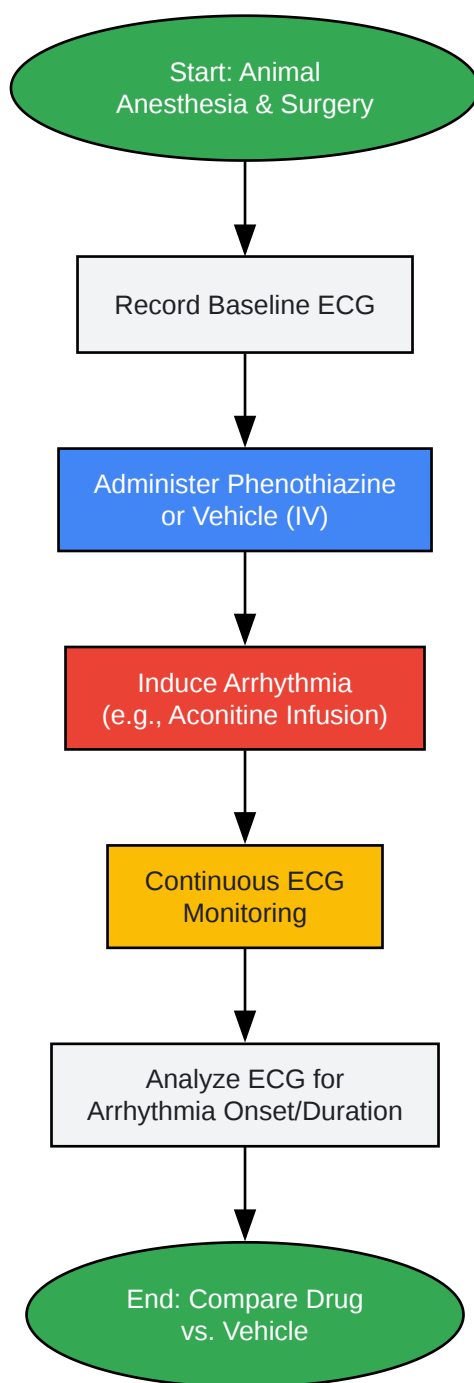 Start: Animal
Anesthesia & Surgery
Record Baseline ECG
Administer Phenothiazine
or Vehicle (IV)
Induce Arrhythmia
(e.g., Aconitine Infusion)
Continuous ECG
Monitoring
Analyze ECG for
Arrhythmia Onset/Duration
End: Compare Drug
vs. Vehicle